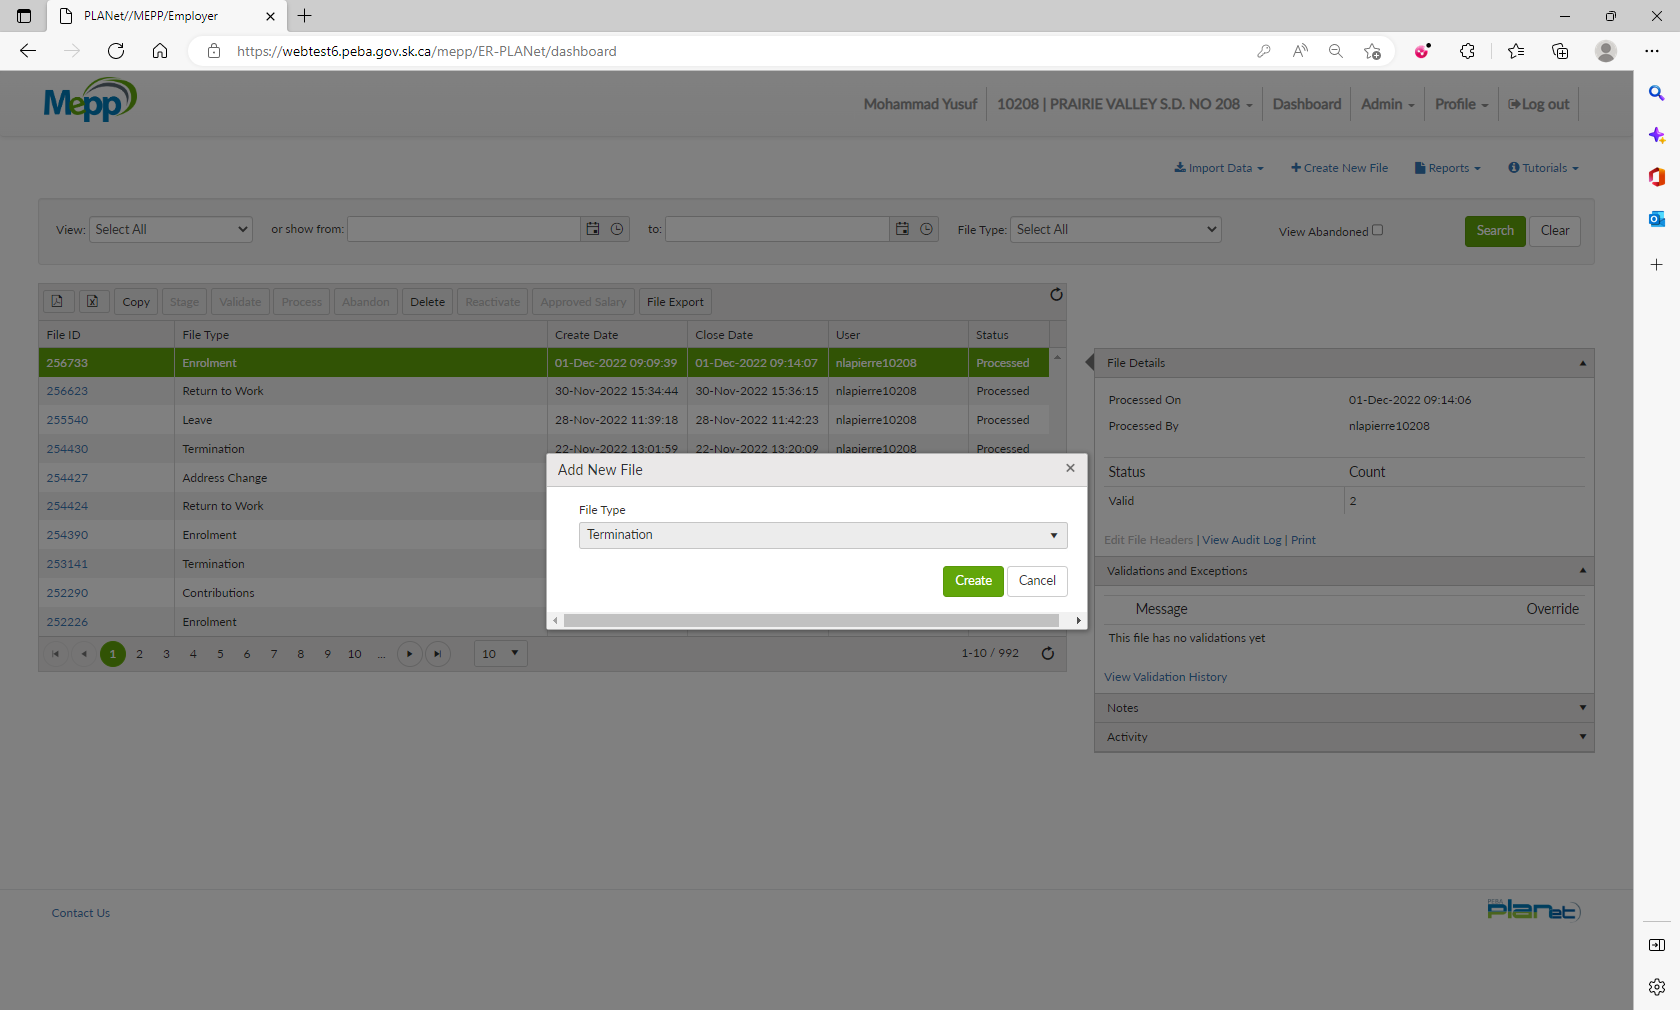 PLANet//MEPP/Employer
https://webtest6.peba.gov.sk.ca/mepp/ER-PLANet/dashboard
Mepp
Mohammad Yusuf
10208 | PRAIRIE VALLEY S.D. NO 208
Dashboard
Admin
Profile
Log out
Import Data
Create New File
Reports
Tutorials
View: Select All or show from: to: File Type: Select All View Abandoned Search Clear
Copy Stage Validate Process Abandon Delete Reactivate Approved Salary File Export
File ID File Type Create Date Close Date User Status
256733 Enrolment 01-Dec-2022 09:09:39 01-Dec-2022 09:14:07 nlapierre10208 Processed
256623 Return to Work 30-Nov-2022 15:34:44 30-Nov-2022 15:36:15 nlapierre10208 Processed
255540 Leave 28-Nov-2022 11:39:18 28-Nov-2022 11:42:23 nlapierre10208 Processed
254430 Termination 22-Nov-2022 13:01:59 22-Nov-2022 13:20:09 nlapierre10208 Processed
254427 Address Change
254424 Return to Work
254390 Enrolment
253141 Termination
252290 Contributions
252226 Enrolment
1 2 3 4 5 6 7 8 9 10 ... 10 1-10 / 992
Add New File
File Type
Termination
Create Cancel
File Details
Processed On 01-Dec-2022 09:14:06
Processed By nlapierre10208
Status Count
Valid 2
Edit File Headers | View Audit Log | Print
Validations and Exceptions
Message Override
This file has no validations yet
View Validation History
Notes
Activity
Contact Us
PEBA
planet